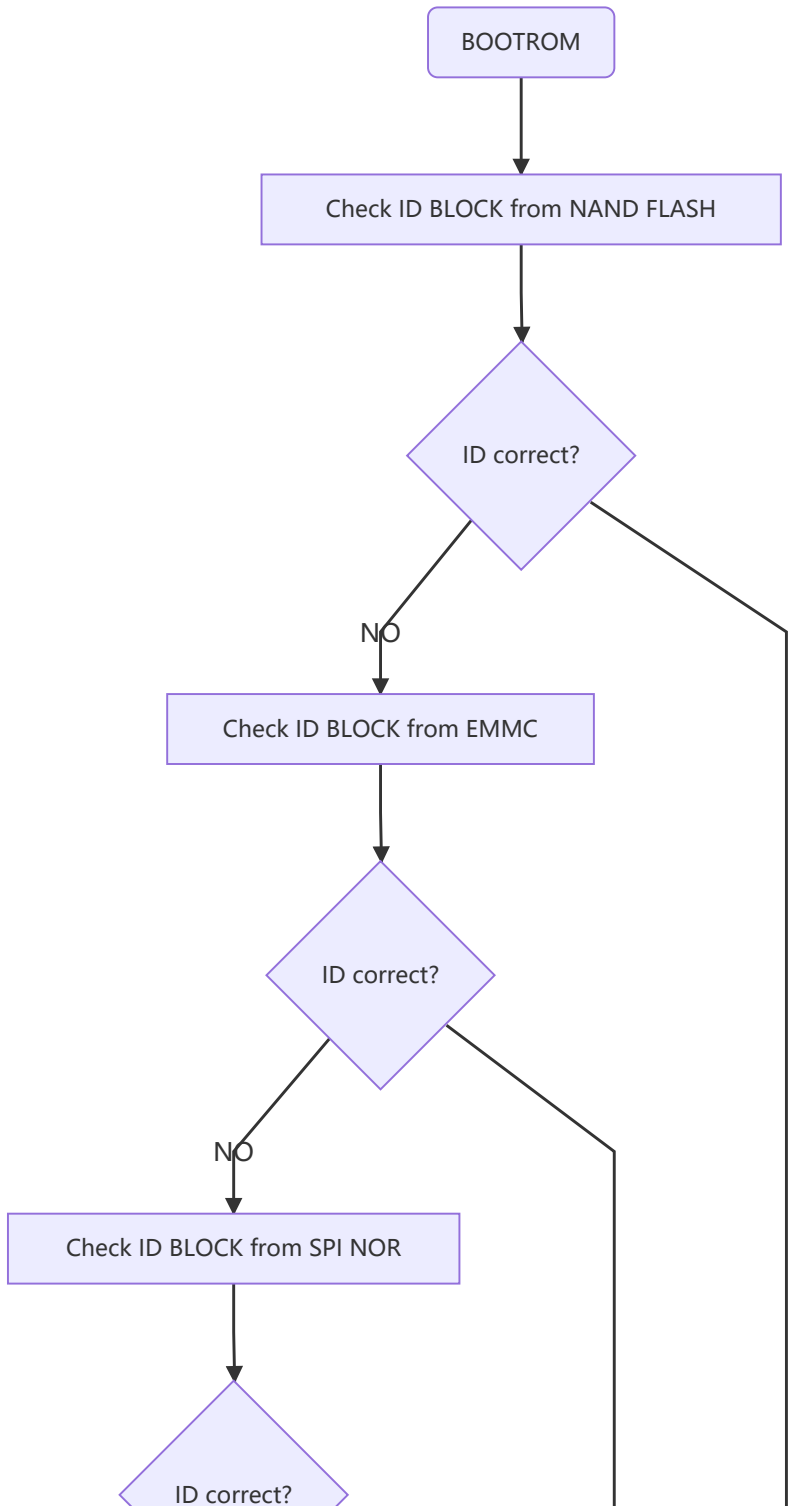 BOOTROM
Check ID BLOCK from NAND FLASH
ID correct?
NO
Check ID BLOCK from EMMC
ID correct?
NO
Check ID BLOCK from SPI NOR
ID correct?